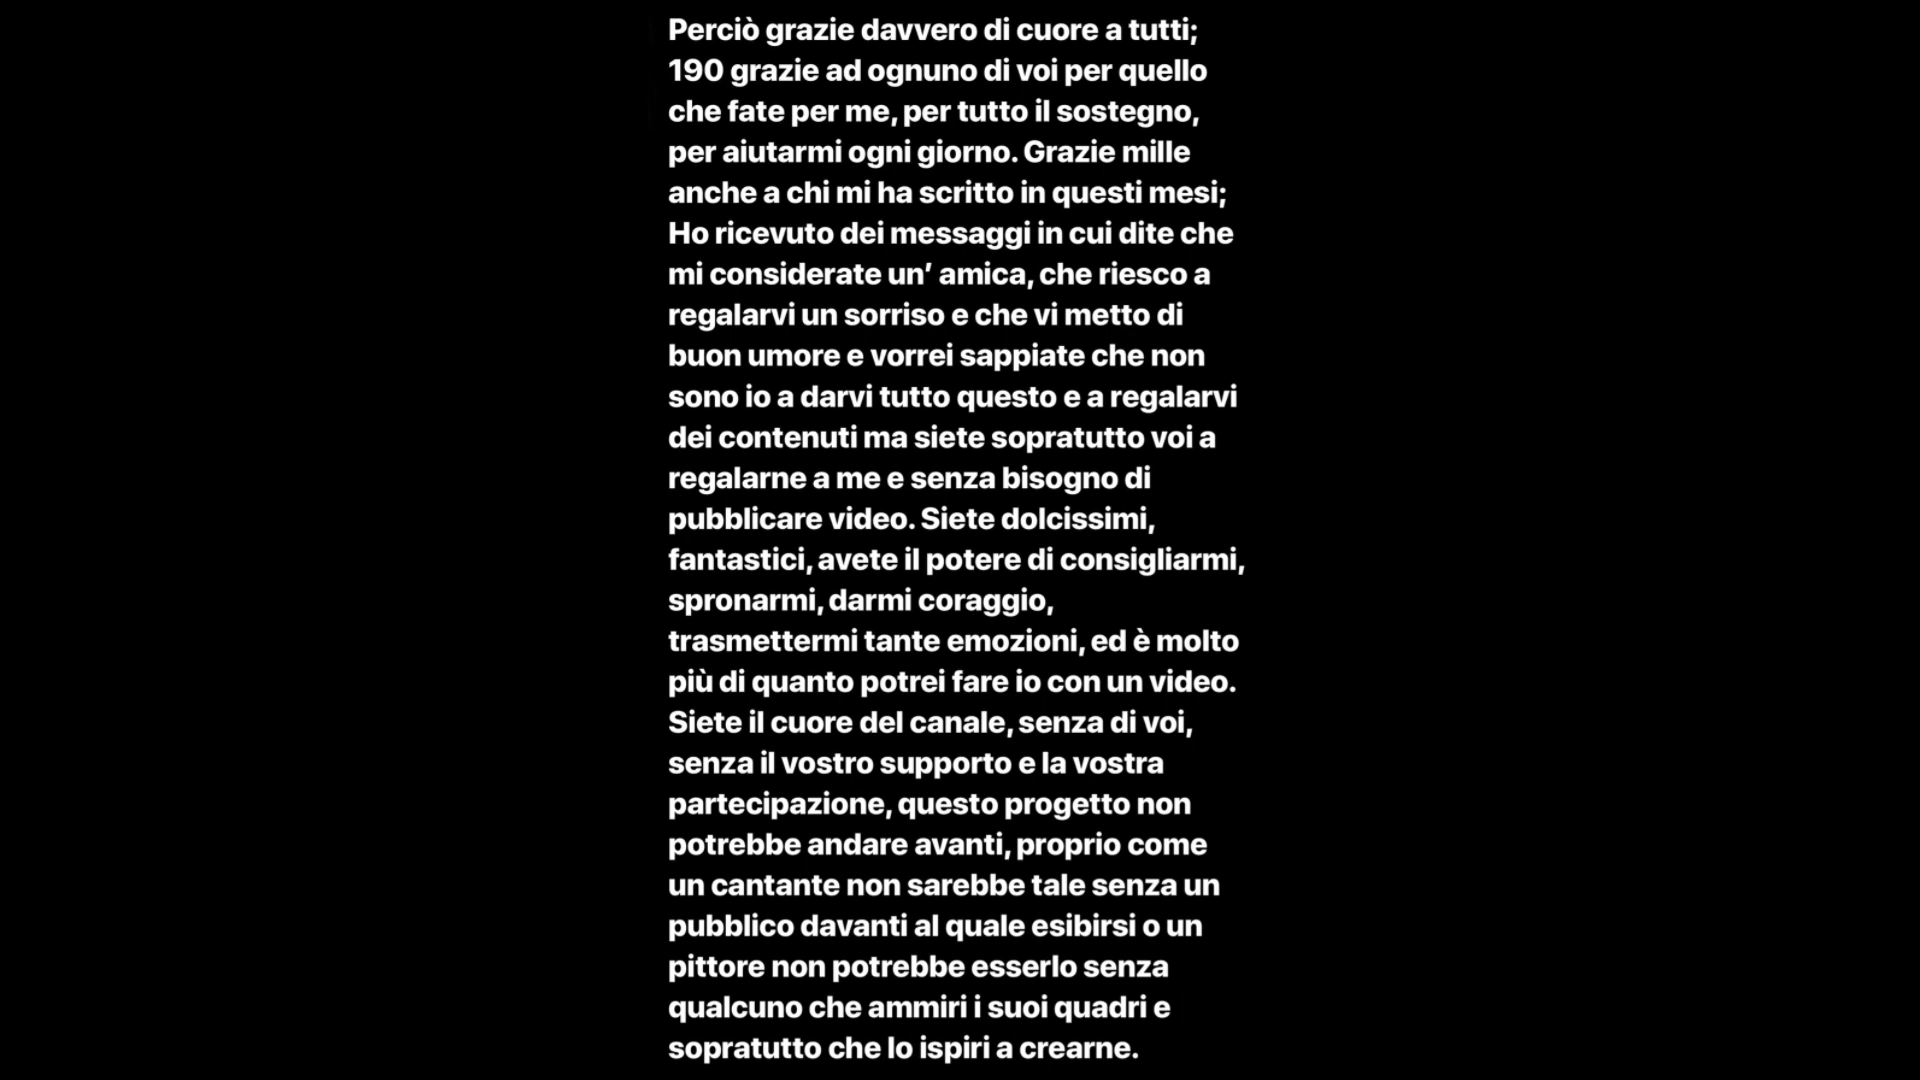 Perciò grazie davvero di cuore a tutti;
190 grazie ad ognuno di voi per quello
che fate per me, per tutto il sostegno,
per aiutarmi ogni giorno. Grazie mille
anche a chi mi ha scritto in questi mesi;
Ho ricevuto dei messaggi in cui dite che
mi considerate un’ amica, che riesco a
regalarvi un sorriso e che vi metto di
buon umore e vorrei sappiate che non
sono io a darvi tutto questo e a regalarvi
dei contenuti ma siete sopratutto voi a
regalarne a me e senza bisogno di
pubblicare video. Siete dolcissimi,
fantastici, avete il potere di consigliarmi,
spronarmi, darmi coraggio,
trasmettermi tante emozioni, ed è molto
più di quanto potrei fare io con un video.
Siete il cuore del canale, senza di voi,
senza il vostro supporto e la vostra
partecipazione, questo progetto non
potrebbe andare avanti, proprio come
un cantante non sarebbe tale senza un
pubblico davanti al quale esibirsi o un
pittore non potrebbe esserlo senza
qualcuno che ammiri i suoi quadri e
sopratutto che lo ispiri a crearne.